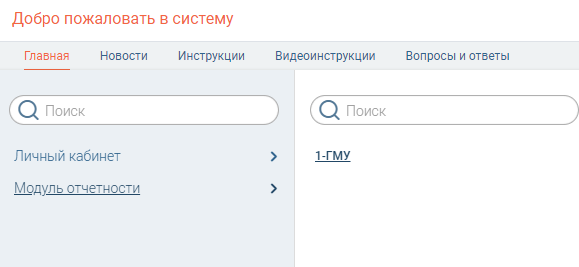 Добро пожаловать в систему
Главная Новости Инструкции Видеоинструкции Вопросы и ответы
Поиск Поиск
Личный кабинет 1-ГМУ
Модуль отчетности